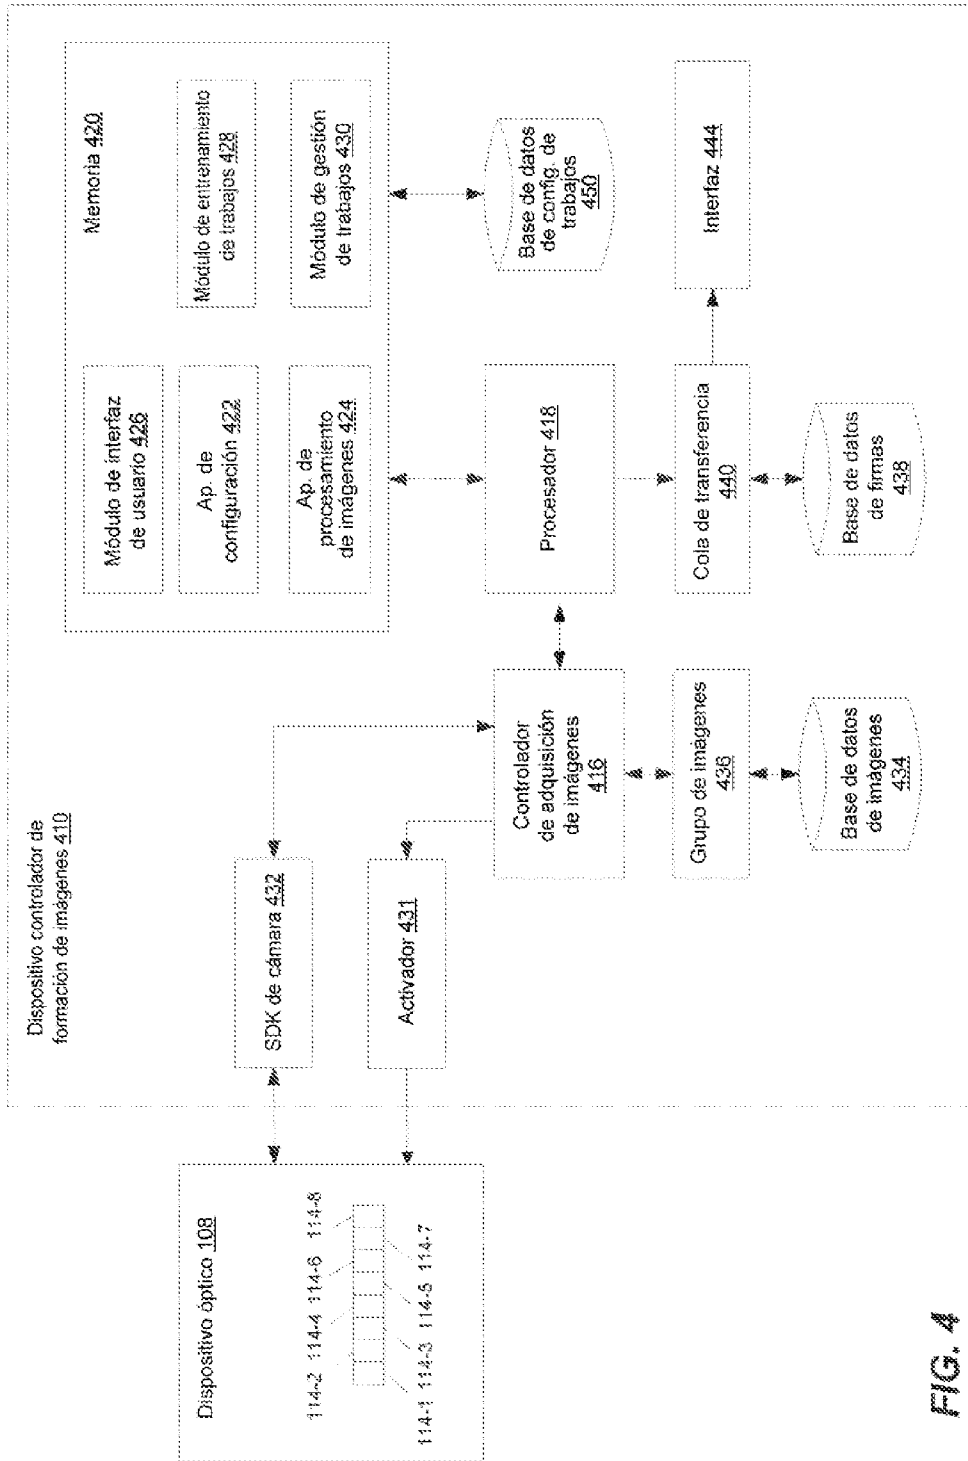 Dispositivo controlador de
formación de imágenes 410
Memoria 420
Módulo de interfaz
de usuario 426
Módulo de entrenamiento
de trabajos 428
Ap. de
configuración 422
Ap. de
procesamiento
de imágenes 424
Módulo de gestión
de trabajos 430
Dispositivo óptico 108
114-2
114-4
114-6
114-8
114-1
114-3
114-5
114-7
SDK de cámara 432
Activador 431
Controlador
de adquisición
de imágenes
416
Procesador 418
Base de datos
de config. de
trabajos
450
Grupo de imágenes
436
Cola de transferencia
440
Interfaz 444
Base de datos
de imágenes
434
Base de datos
de firmas
438
FIG. 4